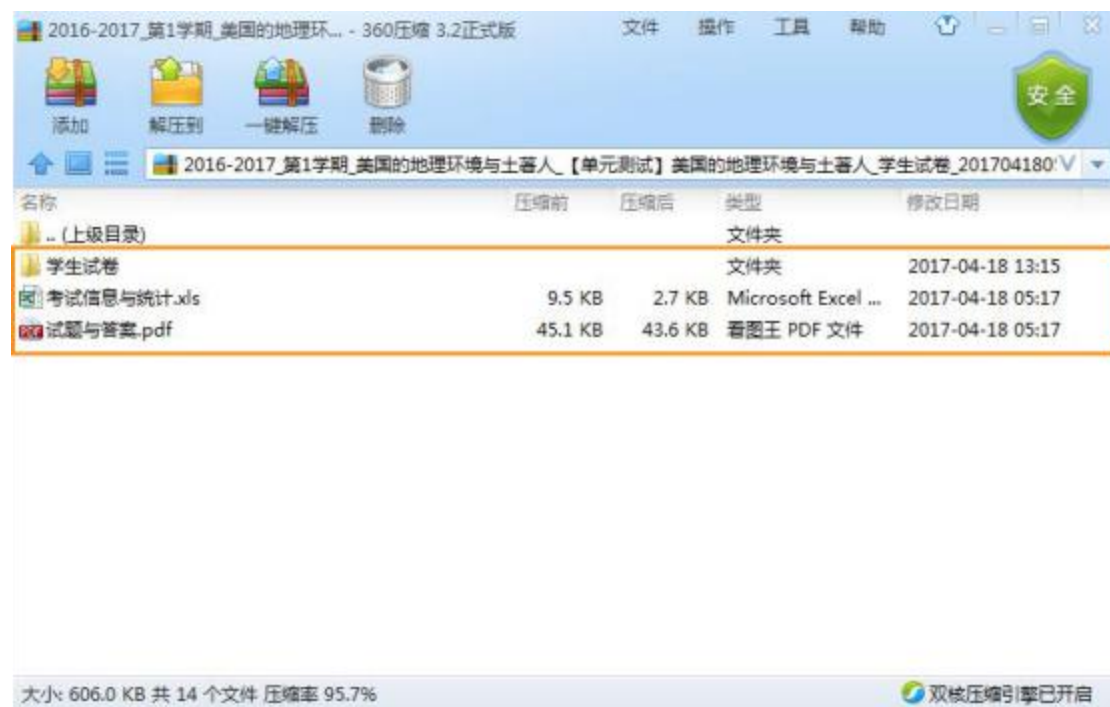 2016-2017_第1学期_美国的地理环... - 360压缩 3.2正式版 文件 操作 工具 帮助
安全
添加 解压到 一键解压 删除
2016-2017_第1学期_美国的地理环境与土著人_【单元测试】美国的地理环境与土著人_学生试卷_201704180
名称 压缩前 压缩后 类型 修改日期
.. (上级目录) 文件夹
学生试卷 文件夹 2017-04-18 13:15
考试信息与统计.xls 9.5 KB 2.7 KB Microsoft Excel ... 2017-04-18 05:17
试题与答案.pdf 45.1 KB 43.6 KB 看图王 PDF 文件 2017-04-18 05:17
大小: 606.0 KB 共 14 个文件 压缩率 95.7% 双核压缩引擎已开启